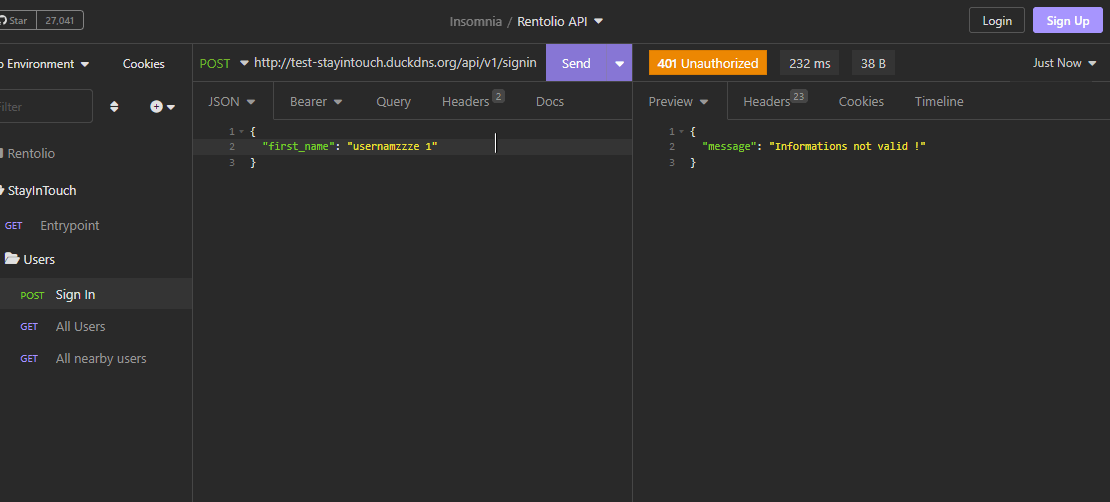 Star 27,041
Insomnia / Rentolio API
Login
Sign Up
Environment
Cookies
POST http://test-stayintouch.duckdns.org/api/v1/signin
Send
401 Unauthorized
232 ms
38 B
Just Now
Filter
JSON
Bearer
Query
Headers 2
Docs
Preview
Headers 23
Cookies
Timeline
Rentolio
StayInTouch
GET Entrypoint
Users
POST Sign In
GET All Users
GET All nearby users
1 {
2 "first_name": "usernamzzze 1"
3 }
1 {
2 "message": "Informations not valid !"
3 }